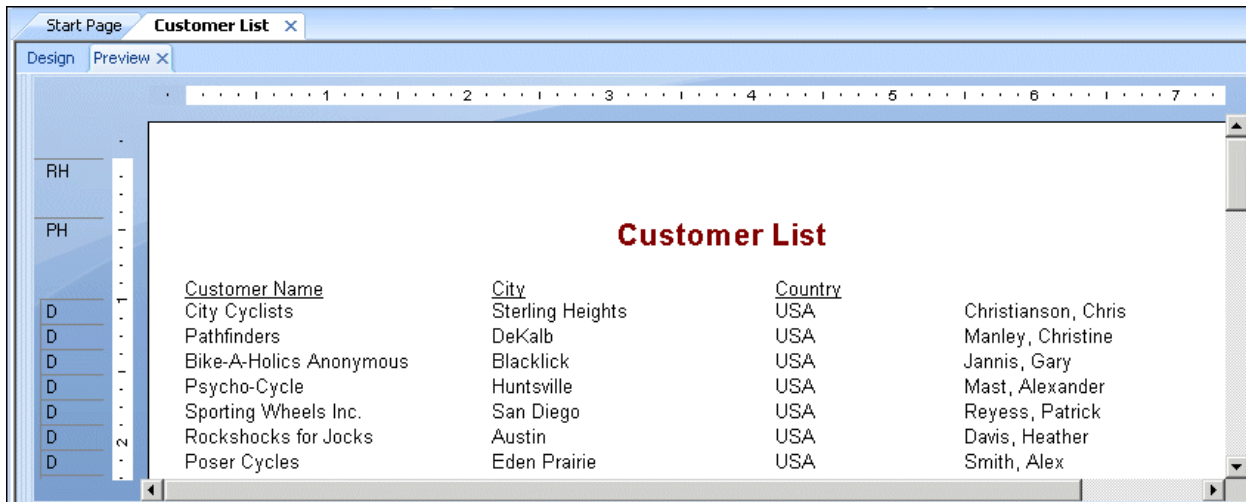 Start Page Customer List
Design Preview
1 2 3 4 5 6 7
RH
PH
Customer List
Customer Name City Country
D City Cyclists Sterling Heights USA Christianson, Chris
D Pathfinders DeKalb USA Manley, Christine
D Bike-A-Holics Anonymous Blacklick USA Jannis, Gary
D Psycho-Cycle Huntsville USA Mast, Alexander
D Sporting Wheels Inc. San Diego USA Reyess, Patrick
D Rockshocks for Jocks Austin USA Davis, Heather
D Poser Cycles Eden Prairie USA Smith, Alex
1
2